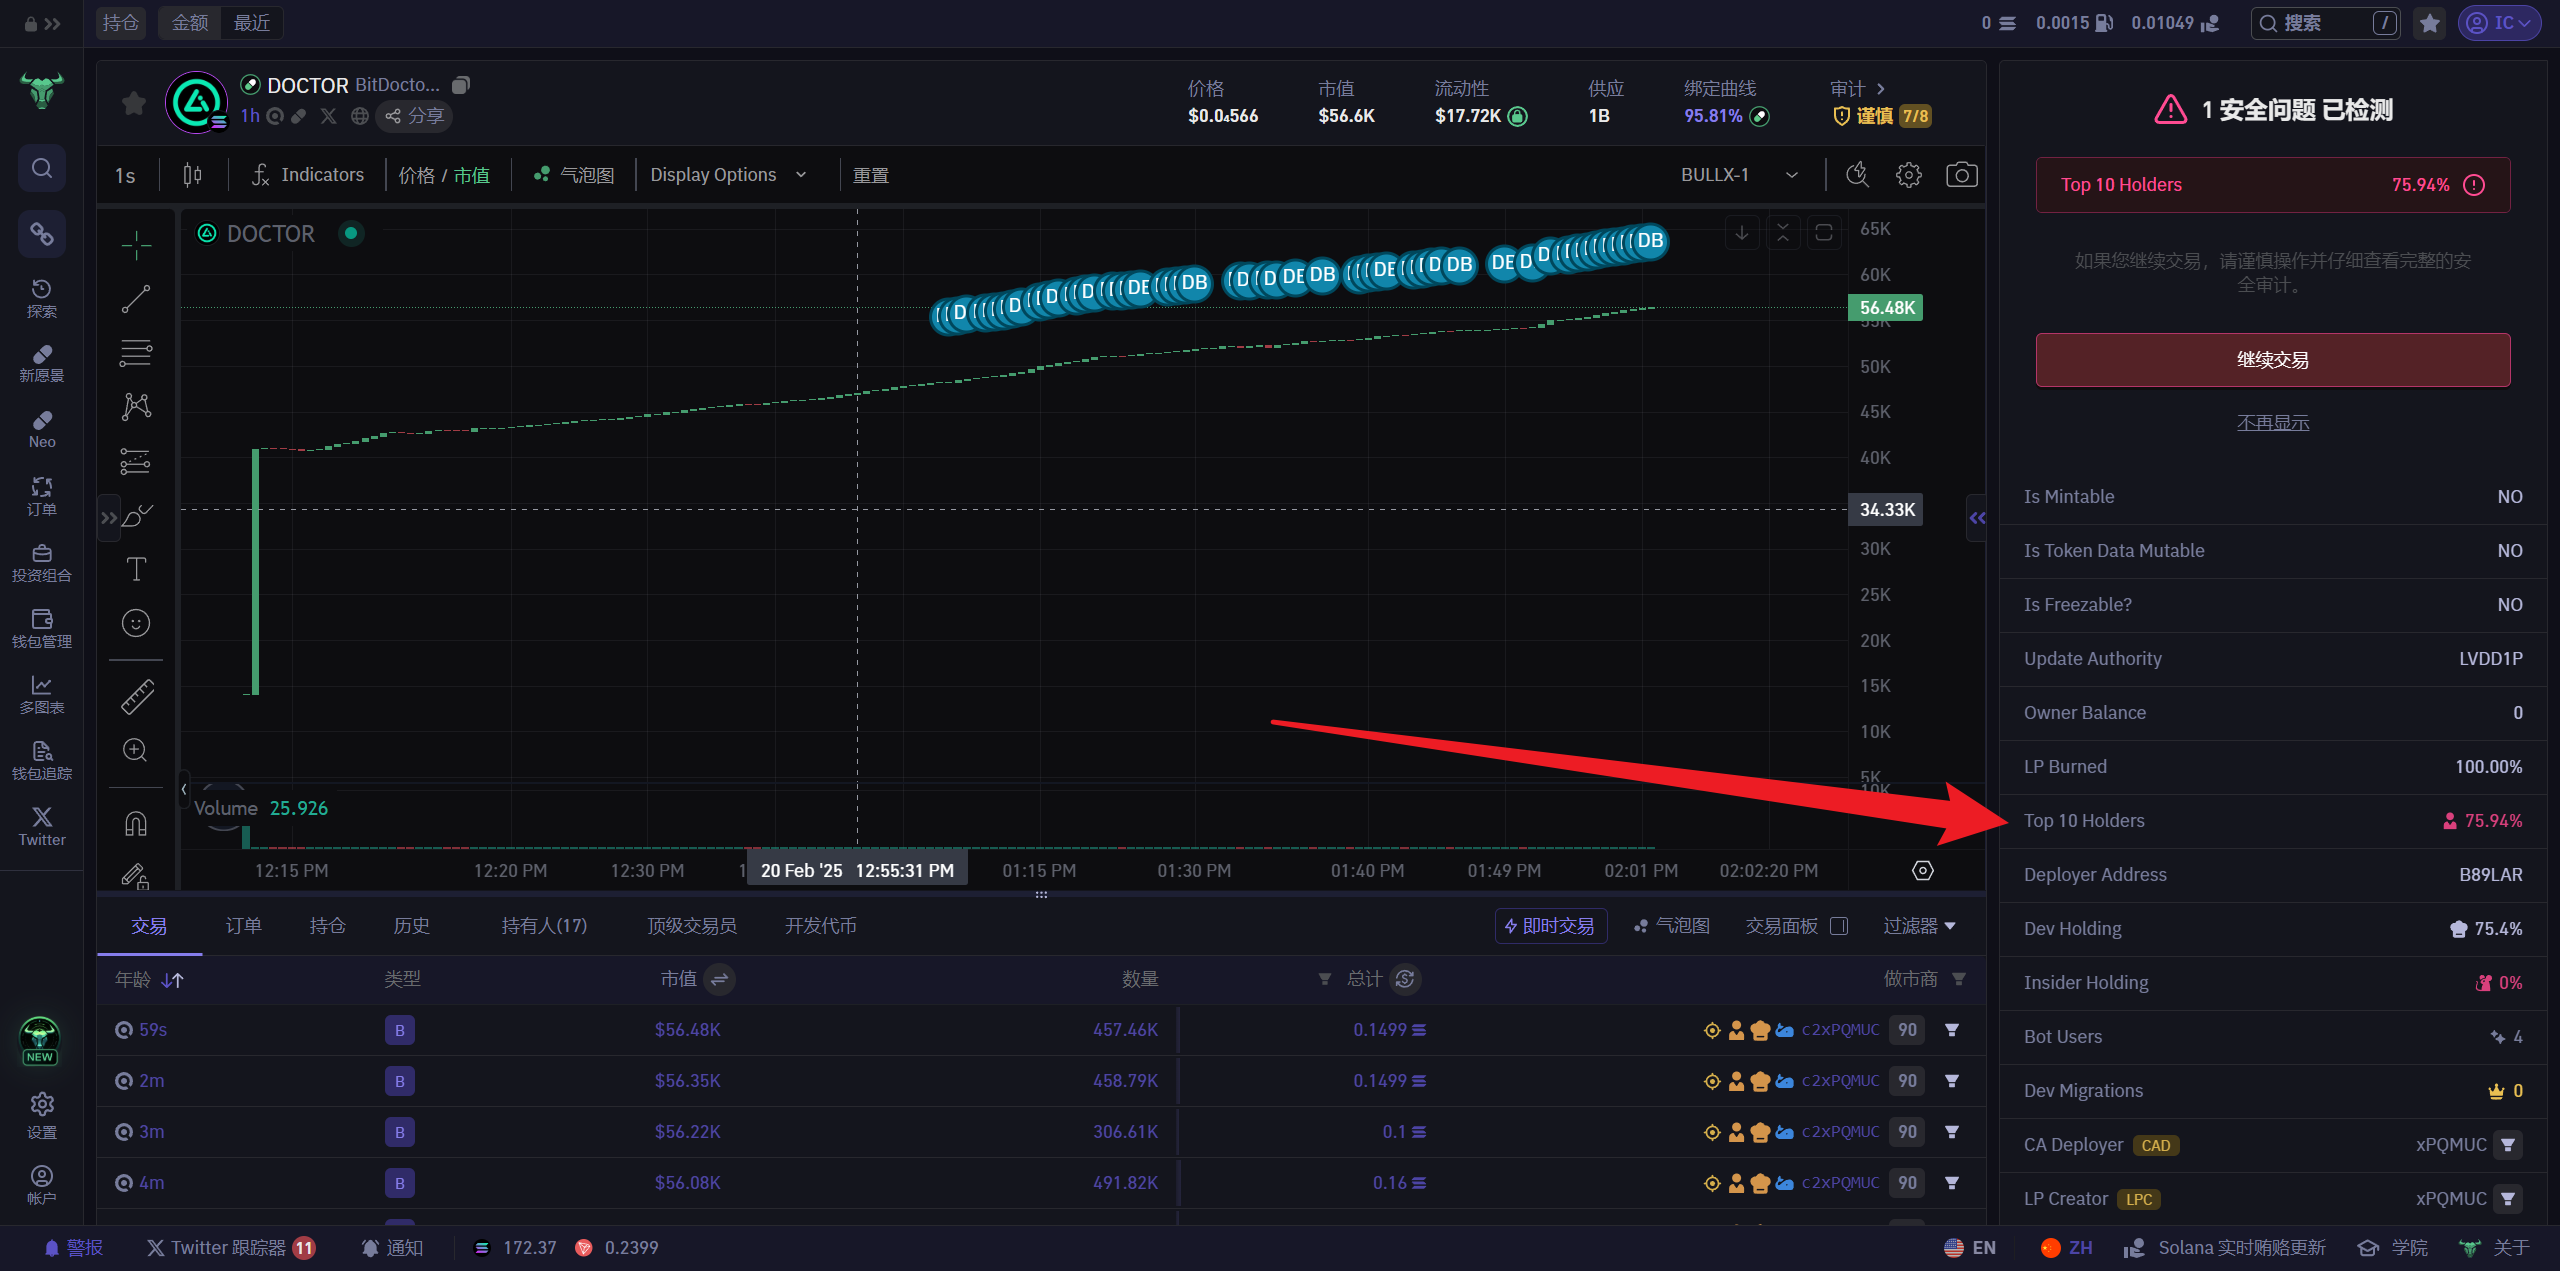 持仓 金额 最近 0 0.0015 0.01049 搜索 / IC
DOCTOR BitDocto...
1h 分享
价格 市值 流动性 供应 绑定曲线 审计
$0.0₄566 $56.6K $17.72K 1B 95.81% 谨慎 7/8
1s Indicators 价格 / 市值 气泡图 Display Options 重置 BULLX-1
DOCTOR
D D D D DE DB D D DE DB DE D DB DE D D DB
65K
60K
56.48K
55K
50K
45K
40K
34.33K
30K
25K
20K
15K
10K
5K
10K
Volume 25.926
12:15 PM 12:20 PM 12:30 PM 1 20 Feb '25 12:55:31 PM 01:15 PM 01:30 PM 01:40 PM 01:49 PM 02:01 PM 02:02:20 PM
探索
新愿景
Neo
订单
投资组合
钱包管理
多图表
钱包追踪
Twitter
NEW
设置
帐户
交易 订单 持仓 历史 持有人(17) 顶级交易员 开发代币 即时交易 气泡图 交易面板 过滤器
年龄 类型 市值 数量 总计 做市商
59s B $56.48K 457.46K 0.1499 c2xPQMUC 90
2m B $56.35K 458.79K 0.1499 c2xPQMUC 90
3m B $56.22K 306.61K 0.1 c2xPQMUC 90
4m B $56.08K 491.82K 0.16 c2xPQMUC 90
1 安全问题 已检测
Top 10 Holders 75.94%
如果您继续交易，请谨慎操作并仔细查看完整的安
全审计。
继续交易
不再显示
Is Mintable NO
Is Token Data Mutable NO
Is Freezable? NO
Update Authority LVDD1P
Owner Balance 0
LP Burned 100.00%
Top 10 Holders 75.94%
Deployer Address B89LAR
Dev Holding 75.4%
Insider Holding 0%
Bot Users 4
Dev Migrations 0
CA Deployer CAD xPQMUC
LP Creator LPC xPQMUC
警报 Twitter 跟踪器 11 通知 172.37 0.2399 EN ZH Solana 实时贿赂更新 学院 关于